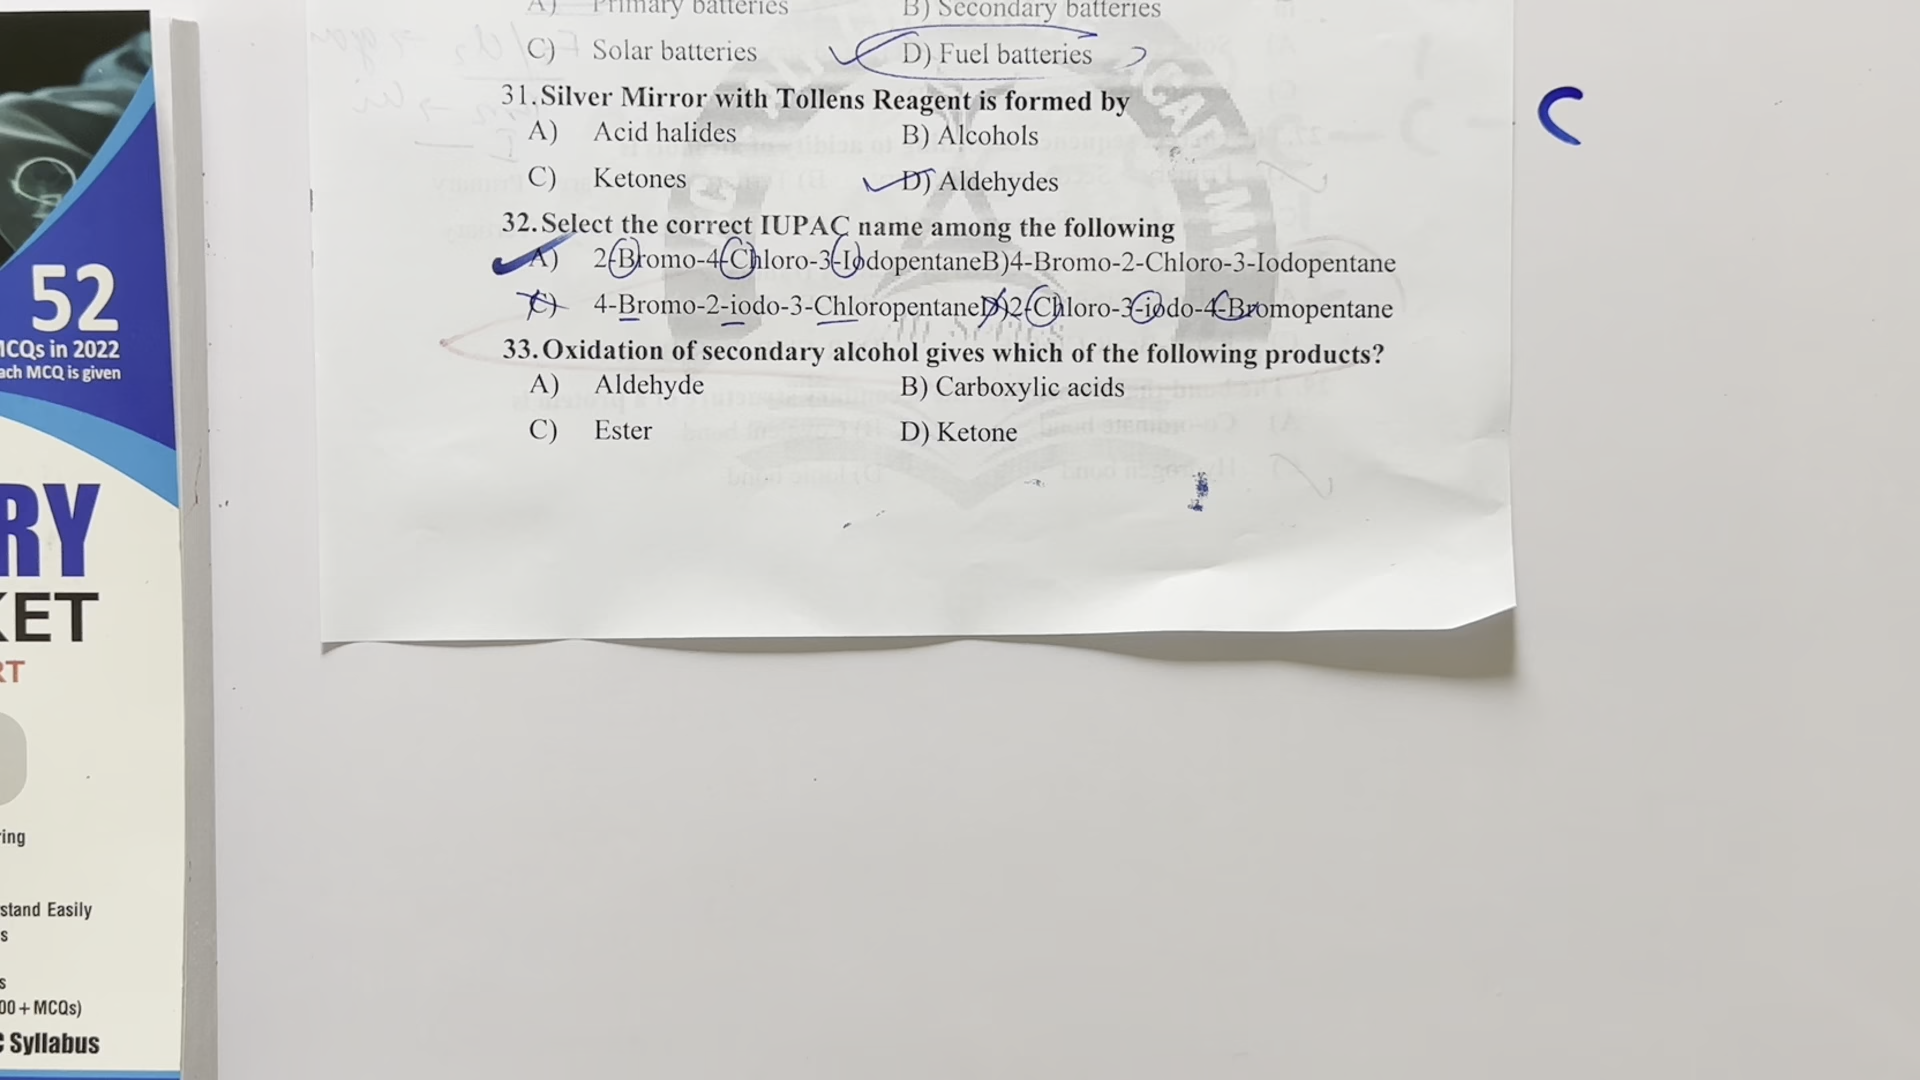 A) Primary batteries B) Secondary batteries
C) Solar batteries D) Fuel batteries
31. Silver Mirror with Tollens Reagent is formed by
A) Acid halides B) Alcohols
C) Ketones D) Aldehydes
32. Select the correct IUPAC name among the following
A) 2-Bromo-4-Chloro-3-Iodopentane B) 4-Bromo-2-Chloro-3-Iodopentane
C) 4-Bromo-2-iodo-3-Chloropentane D) 2-Chloro-3-iodo-4-Bromopentane
33. Oxidation of secondary alcohol gives which of the following products?
A) Aldehyde B) Carboxylic acids
C) Ester D) Ketone
52
MCQs in 2022
ach MCQ is given
RY
KET
RT
ring
stand Easily
s
s
00 + MCQs)
Syllabus